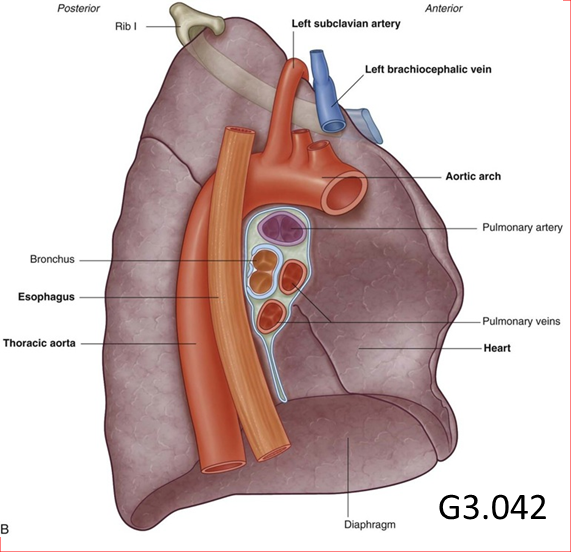 Posterior
Anterior
Rib I
Left subclavian artery
Left brachiocephalic vein
Aortic arch
Pulmonary artery
Bronchus
Esophagus
Pulmonary veins
Thoracic aorta
Heart
G3.042
Diaphragm
B